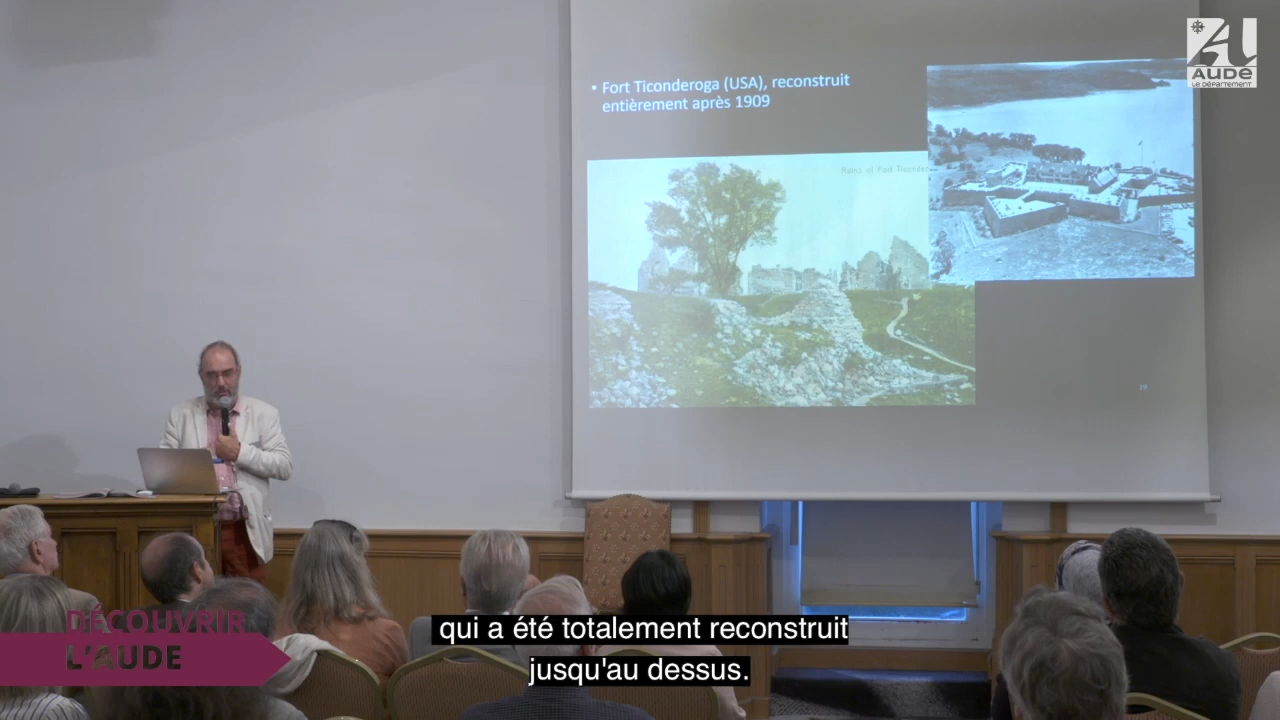 • Fort Ticonderoga (USA), reconstruit
entièrement après 1909
Ruins of Fort Ticonder
39
AUDE
LE DÉPARTEMENT
DÉCOUVRIR
L'AUDE
qui a été totalement reconstruit
jusqu'au dessus.